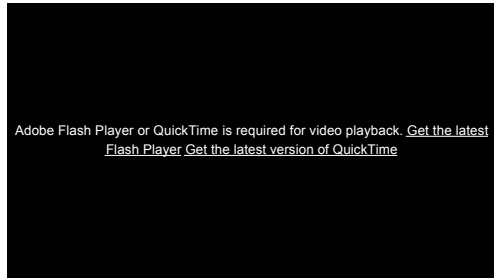 Adobe Flash Player or QuickTime is required for video playback. Get the latest
Flash Player Get the latest version of QuickTime